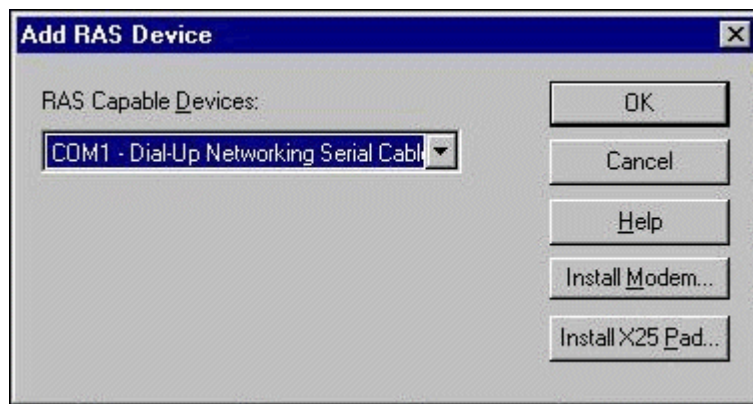 Add RAS Device
RAS Capable Devices:
COM1 - Dial-Up Networking Serial Cabl
OK
Cancel
Help
Install Modem...
Install X25 Pad...